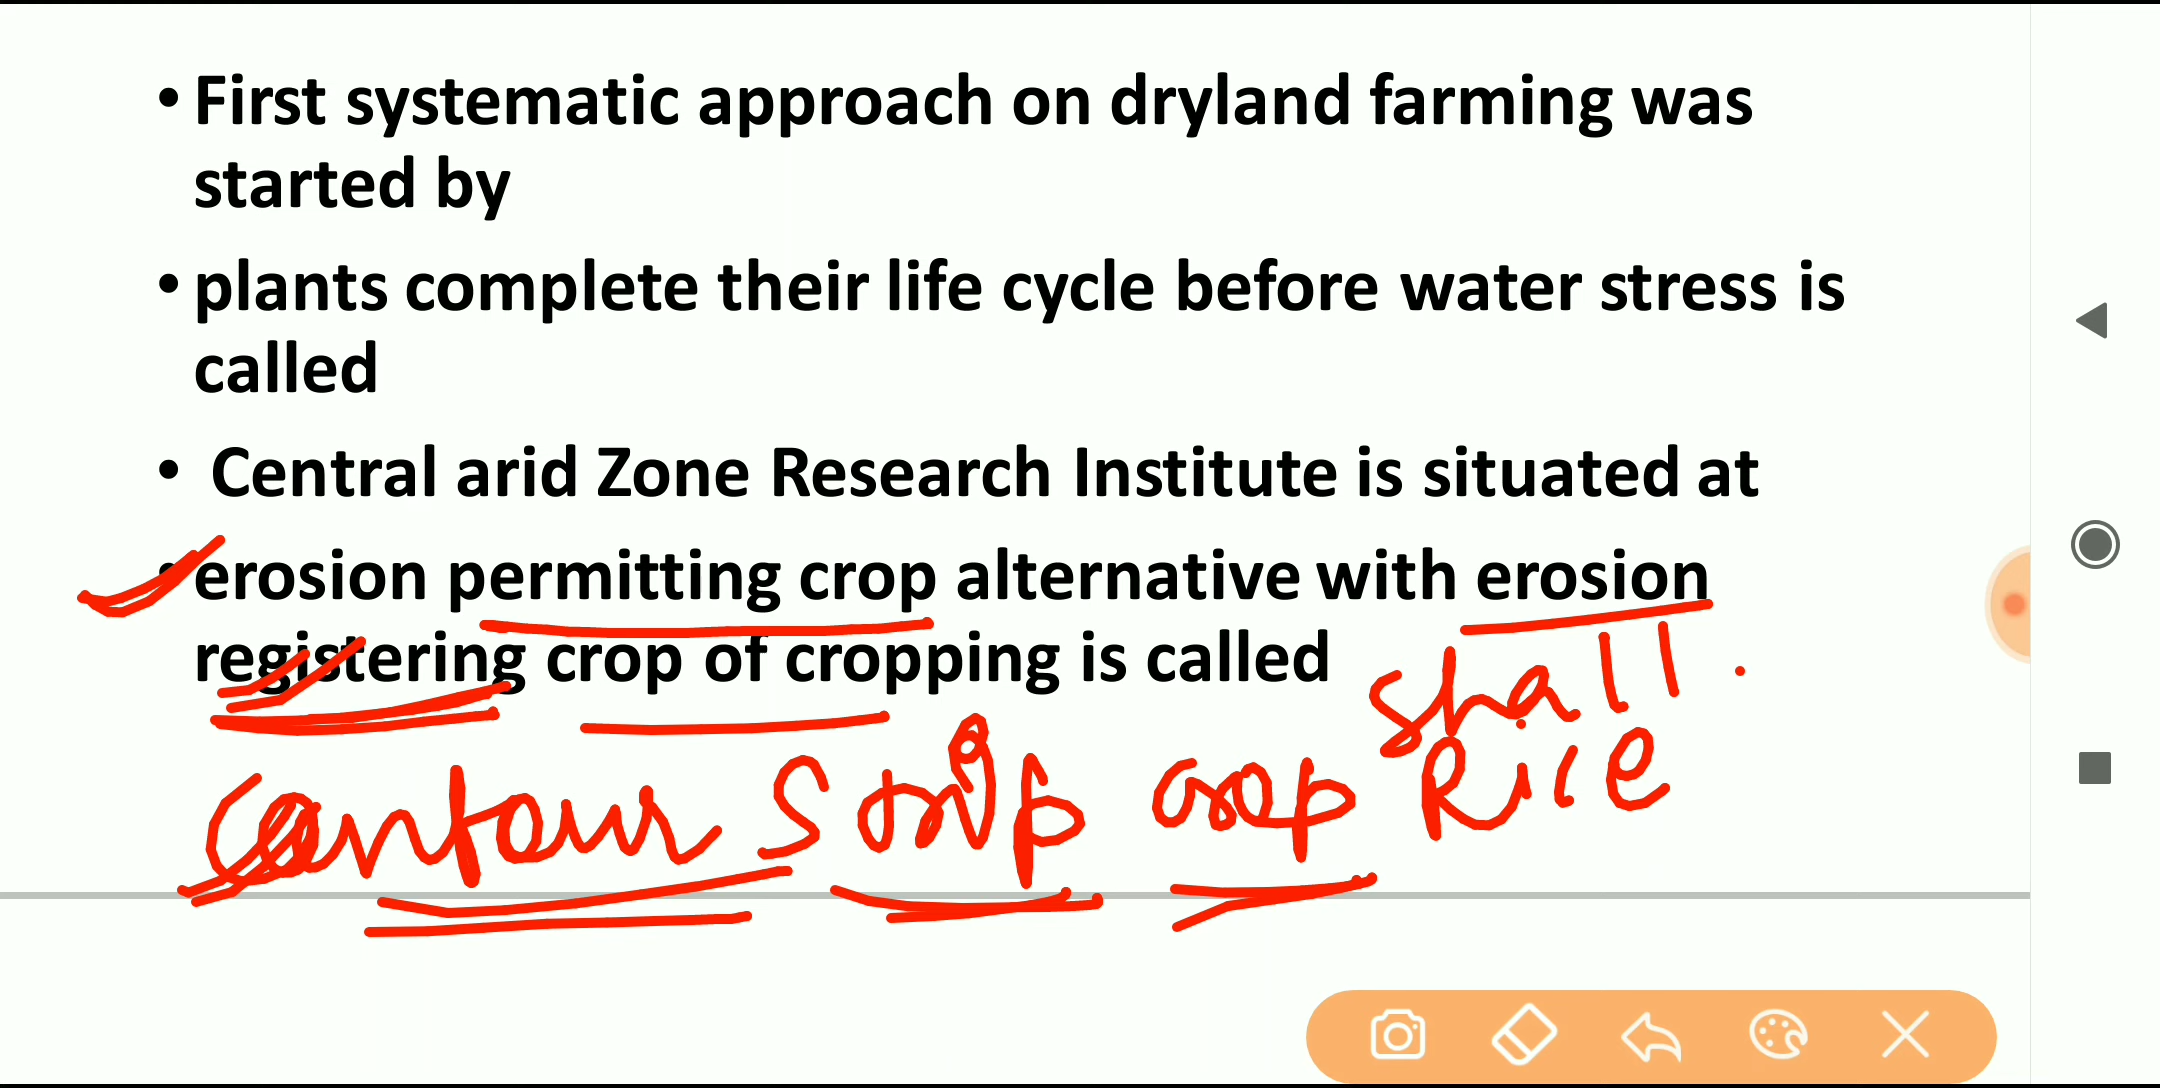 • First systematic approach on dryland farming was
started by
• plants complete their life cycle before water stress is
called
• Central arid Zone Research Institute is situated at
• erosion permitting crop alternative with erosion
registering crop of cropping is called
shall
Contour Strip crop Rice